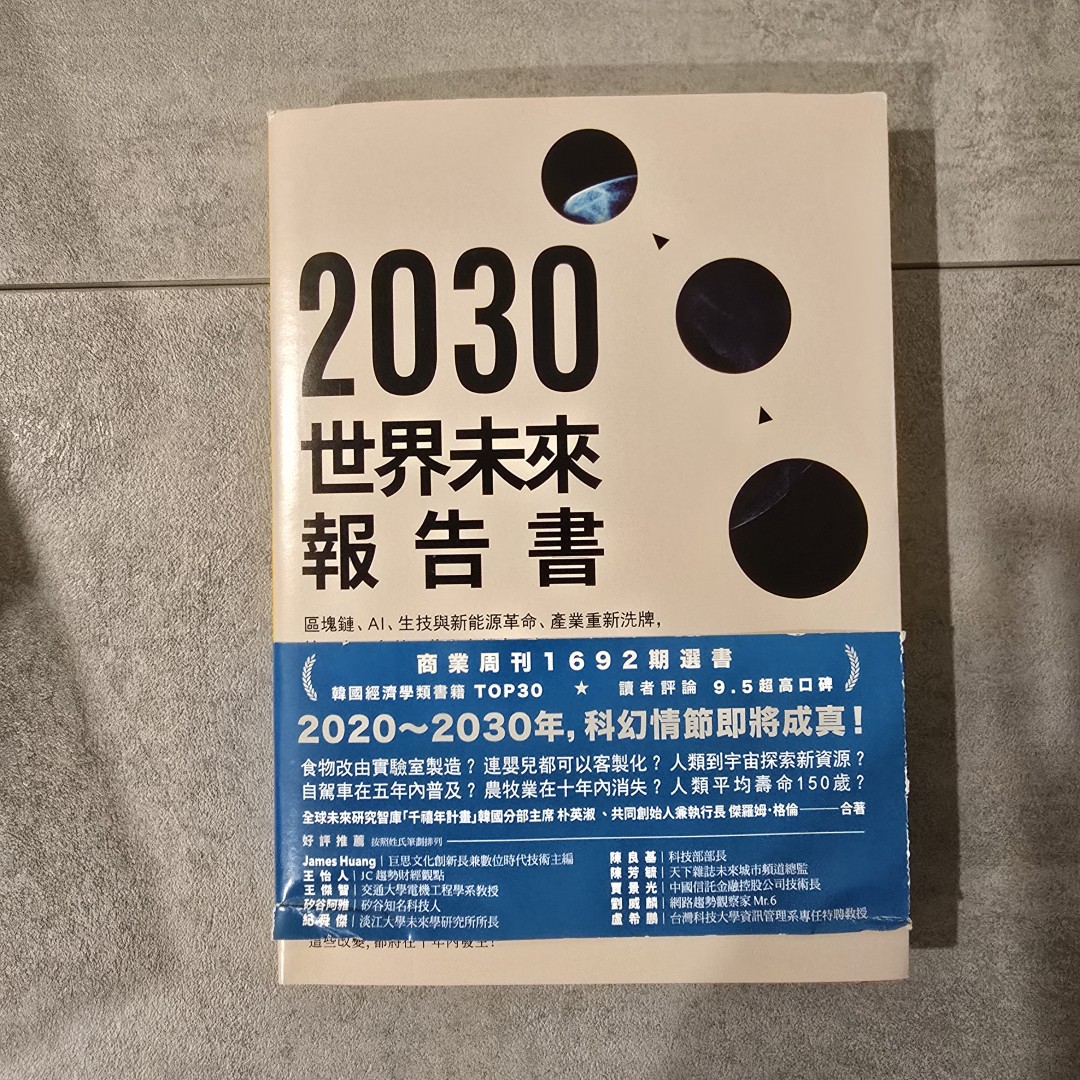 2030
世界未來
報告書
區塊鏈、AI、生技與新能源革命、產業重新洗牌,
商業周刊1692期選書
韓國經濟學類書籍 TOP30 ★ 讀者評論 9.5超高口碑
2020~2030年,科幻情節即將成真!
食物改由實驗室製造?連嬰兒都可以客製化?人類到宇宙探索新資源?
自駕車在五年內普及?農牧業在十年內消失?人類平均壽命150歲?
全球未來研究智庫「千禧年計畫」韓國分部主席 朴英淑、共同創始人兼執行長 傑羅姆·格倫——合著
好評推薦 按照姓氏筆劃排列
James Huang|巨思文化創新長兼數位時代技術主編
王怡人|JC趨勢財經觀點
王傑智|交通大學電機工程學系教授
矽谷阿雅|矽谷知名科技人
紀舜傑|淡江大學未來學研究所所長
陳良基|科技部部長
陳芳毓|天下雜誌未來城市頻道總監
賈景光|中國信託金融控股公司技術長
劉威麟|網路趨勢觀察家 Mr.6
盧希鵬|台灣科技大學資訊管理系專任特聘教授
這些改變,都將在十年內發生!